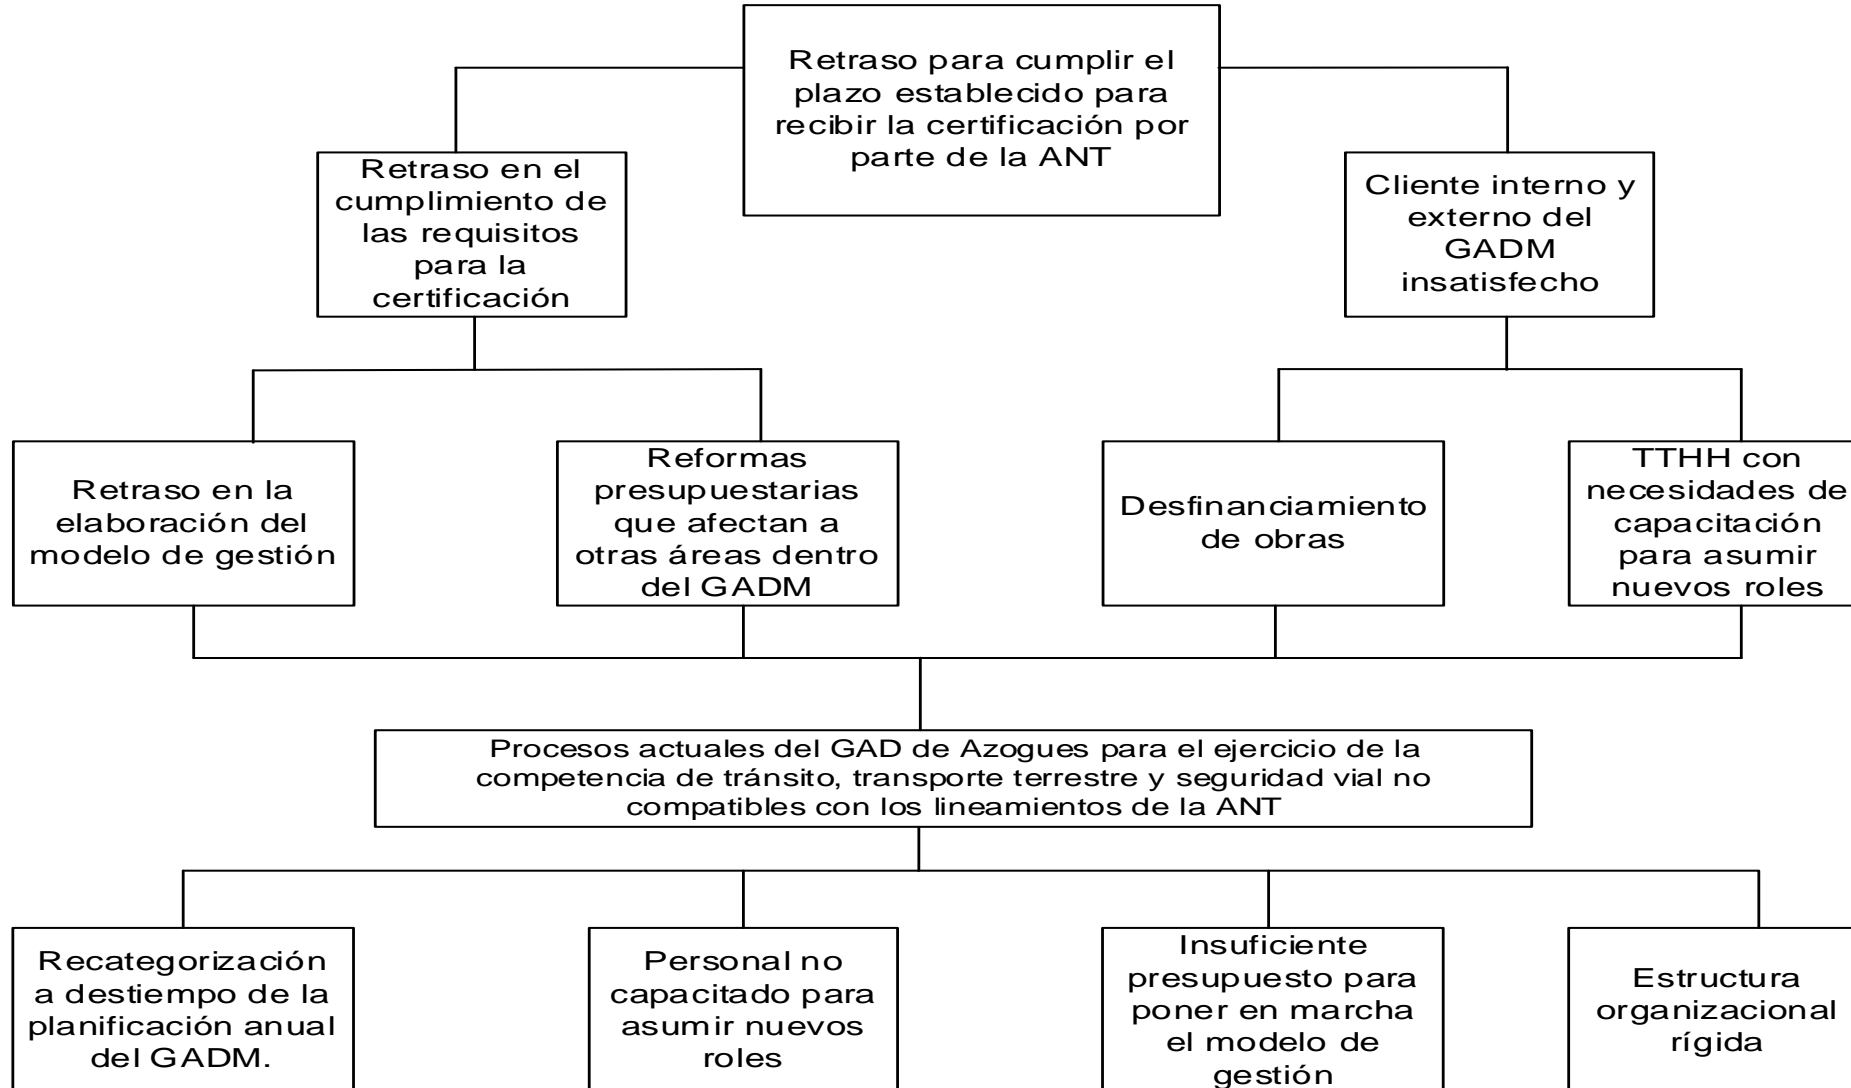 Retraso para cumplir el
plazo establecido para
recibir la certificación por
parte de la ANT
Retraso en el
cumplimiento de
las requisitos
para la
certificación
Cliente interno y
externo del
GADM
insatisfecho
Retraso en la
elaboración del
modelo de gestión
Reformas
presupuestarias
que afectan a
otras áreas dentro
del GADM
Desfinanciamiento
de obras
TTHH con
necesidades de
capacitación
para asumir
nuevos roles
Procesos actuales del GAD de Azogues para el ejercicio de la
competencia de tránsito, transporte terrestre y seguridad vial no
compatibles con los lineamientos de la ANT
Recategorización
a destiempo de la
planificación anual
del GADM.
Personal no
capacitado para
asumir nuevos
roles
Insuficiente
presupuesto para
poner en marcha
el modelo de
gestión
Estructura
organizacional
rígida